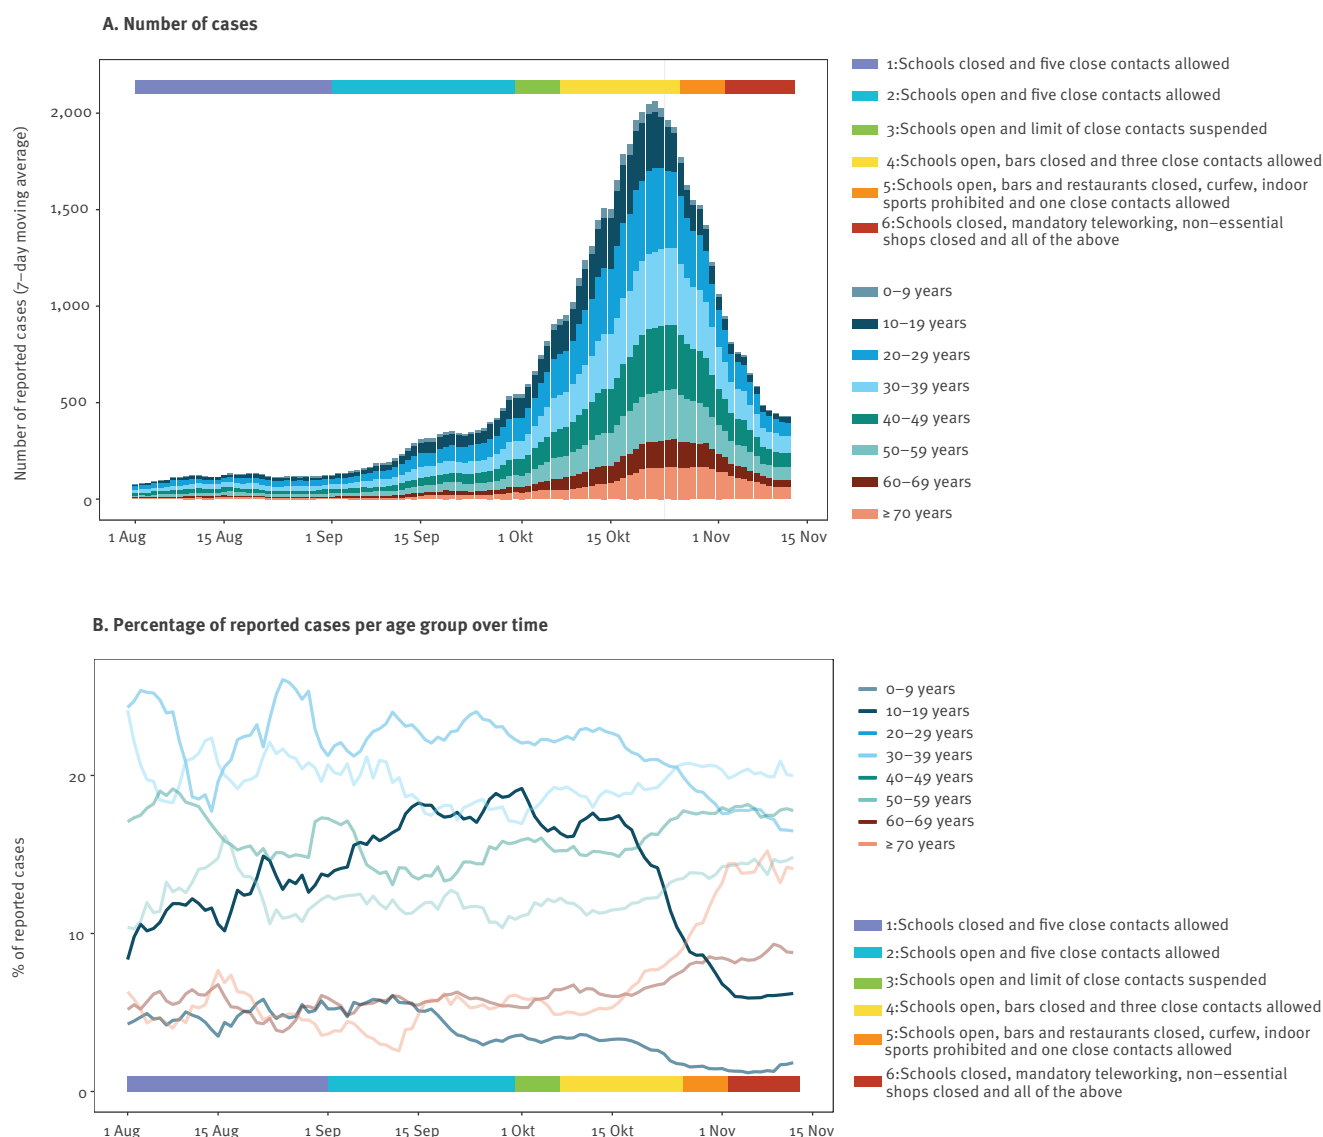 A. Number of cases
Number of reported cases (7–day moving average)
2,000
1,500
1,000
500
0
1 Aug
15 Aug
1 Sep
15 Sep
1 Okt
15 Okt
1 Nov
15 Nov
1:Schools closed and five close contacts allowed
2:Schools open and five close contacts allowed
3:Schools open and limit of close contacts suspended
4:Schools open, bars closed and three close contacts allowed
5:Schools open, bars and restaurants closed, curfew, indoor
sports prohibited and one close contacts allowed
6:Schools closed, mandatory teleworking, non–essential
shops closed and all of the above
0–9 years
10–19 years
20–29 years
30–39 years
40–49 years
50–59 years
60–69 years
≥ 70 years
B. Percentage of reported cases per age group over time
% of reported cases
20
10
0
1 Aug
15 Aug
1 Sep
15 Sep
1 Okt
15 Okt
1 Nov
15 Nov
0–9 years
10–19 years
20–29 years
30–39 years
40–49 years
50–59 years
60–69 years
≥ 70 years
1:Schools closed and five close contacts allowed
2:Schools open and five close contacts allowed
3:Schools open and limit of close contacts suspended
4:Schools open, bars closed and three close contacts allowed
5:Schools open, bars and restaurants closed, curfew, indoor
sports prohibited and one close contacts allowed
6:Schools closed, mandatory teleworking, non–essential
shops closed and all of the above